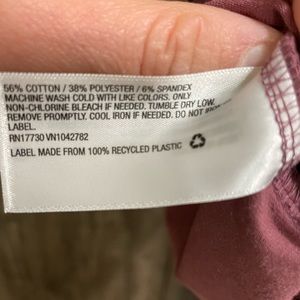 56% COTTON / 38% POLYESTER / 6% SPANDEX
MACHINE WASH COLD WITH LIKE COLORS. ONLY
NON-CHLORINE BLEACH IF NEEDED. TUMBLE DRY LOW.
REMOVE PROMPTLY. COOL IRON IF NEEDED. DO NOT IRON
LABEL.
RN17730 VN1042782
LABEL MADE FROM 100% RECYCLED PLASTIC